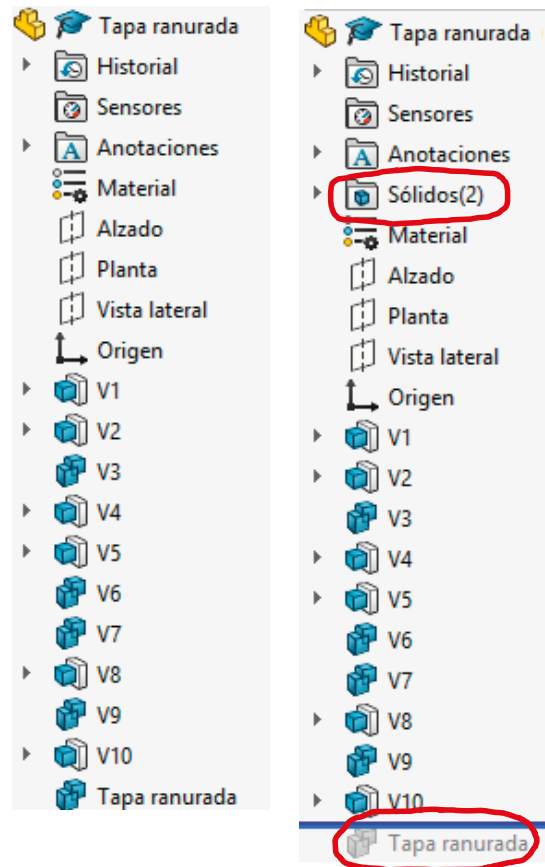 Tapa ranurada
Historial
Sensores
Anotaciones
Material
Alzado
Planta
Vista lateral
Origen
V1
V2
V3
V4
V5
V6
V7
V8
V9
V10
Tapa ranurada
Tapa ranurada
Historial
Sensores
Anotaciones
Sólidos(2)
Material
Alzado
Planta
Vista lateral
Origen
V1
V2
V3
V4
V5
V6
V7
V8
V9
V10
Tapa ranurada